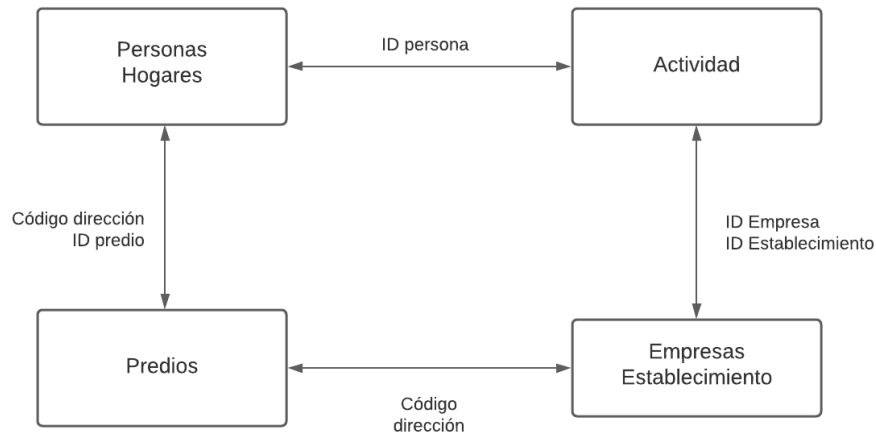 Personas
Hogares
ID persona
Actividad
Código dirección
ID predio
ID Empresa
ID Establecimiento
Predios
Código
dirección
Empresas
Establecimiento